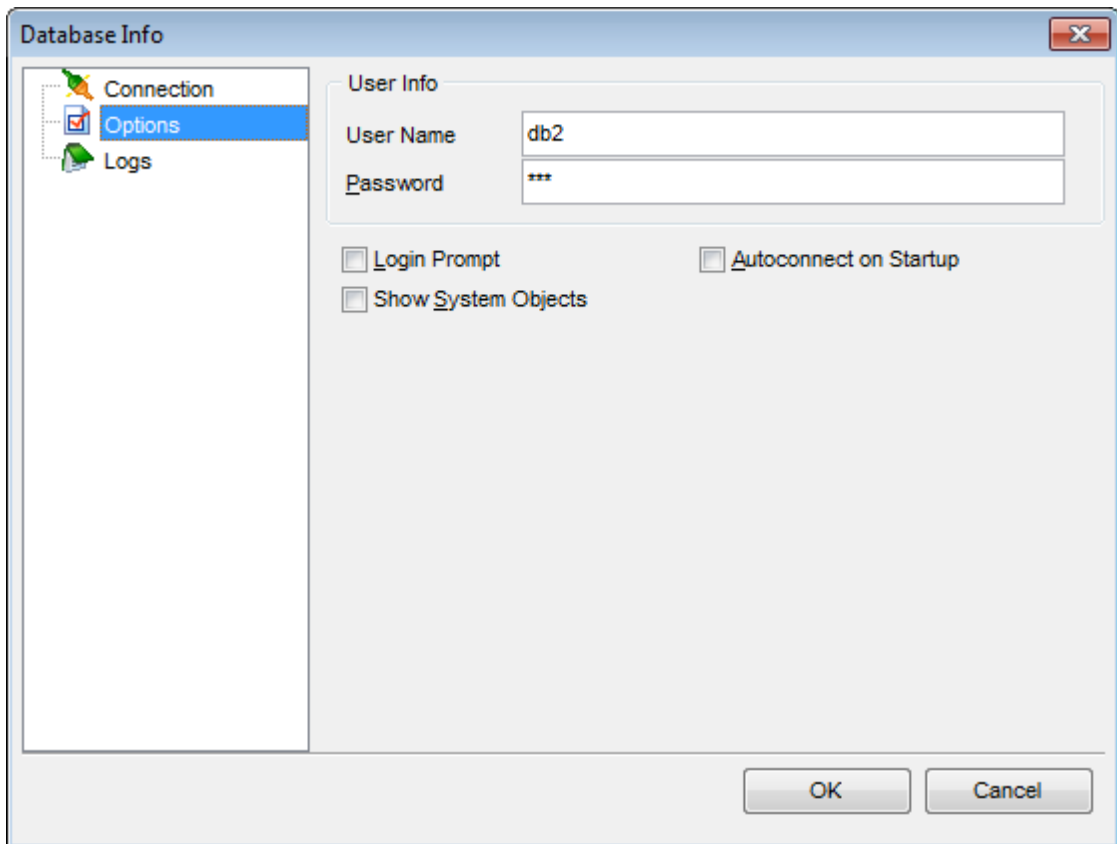 Database Info
Connection
Options
Logs
User Info
User Name db2
Password ***
Login Prompt Autoconnect on Startup
Show System Objects
OK Cancel